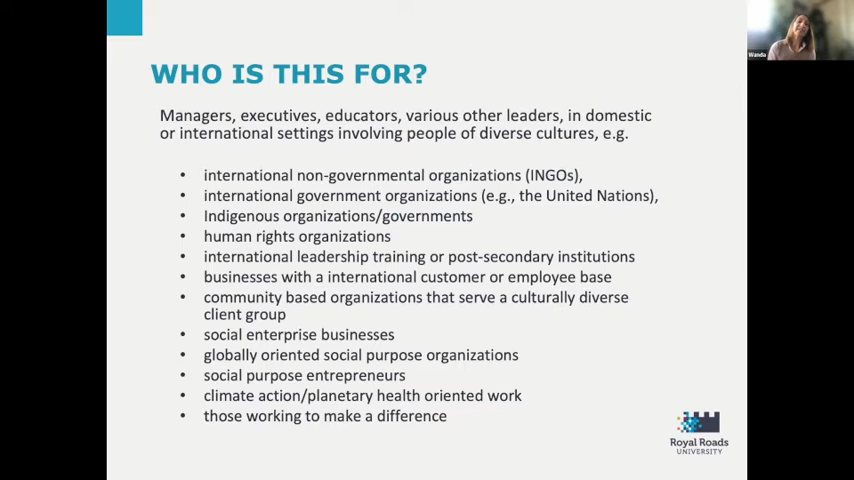 WHO IS THIS FOR?
Managers, executives, educators, various other leaders, in domestic
or international settings involving people of diverse cultures, e.g.
• international non-governmental organizations (INGOs),
• international government organizations (e.g., the United Nations),
• Indigenous organizations/governments
• human rights organizations
• international leadership training or post-secondary institutions
• businesses with a international customer or employee base
• community based organizations that serve a culturally diverse
client group
• social enterprise businesses
• globally oriented social purpose organizations
• social purpose entrepreneurs
• climate action/planetary health oriented work
• those working to make a difference
Royal Roads
UNIVERSITY
Wanda